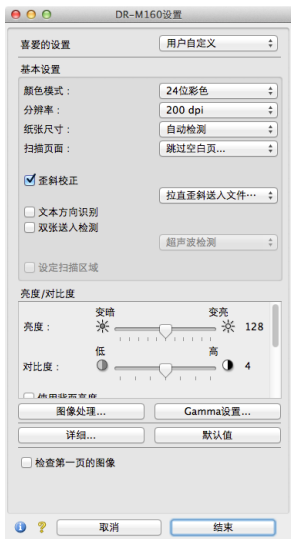 DR-M160设置
喜爱的设置 用户自定义
基本设置
颜色模式： 24位彩色
分辨率： 200 dpi
纸张尺寸： 自动检测
扫描页面： 跳过空白页...
歪斜校正
拉直歪斜送入文件…
文本方向识别
双张送入检测
超声波检测
设定扫描区域
亮度/对比度
变暗 变亮
亮度： 128
低 高
对比度： 4
使用背面亮度
图像处理... Gamma设置...
详细... 默认值
检查第一页的图像
取消 结束